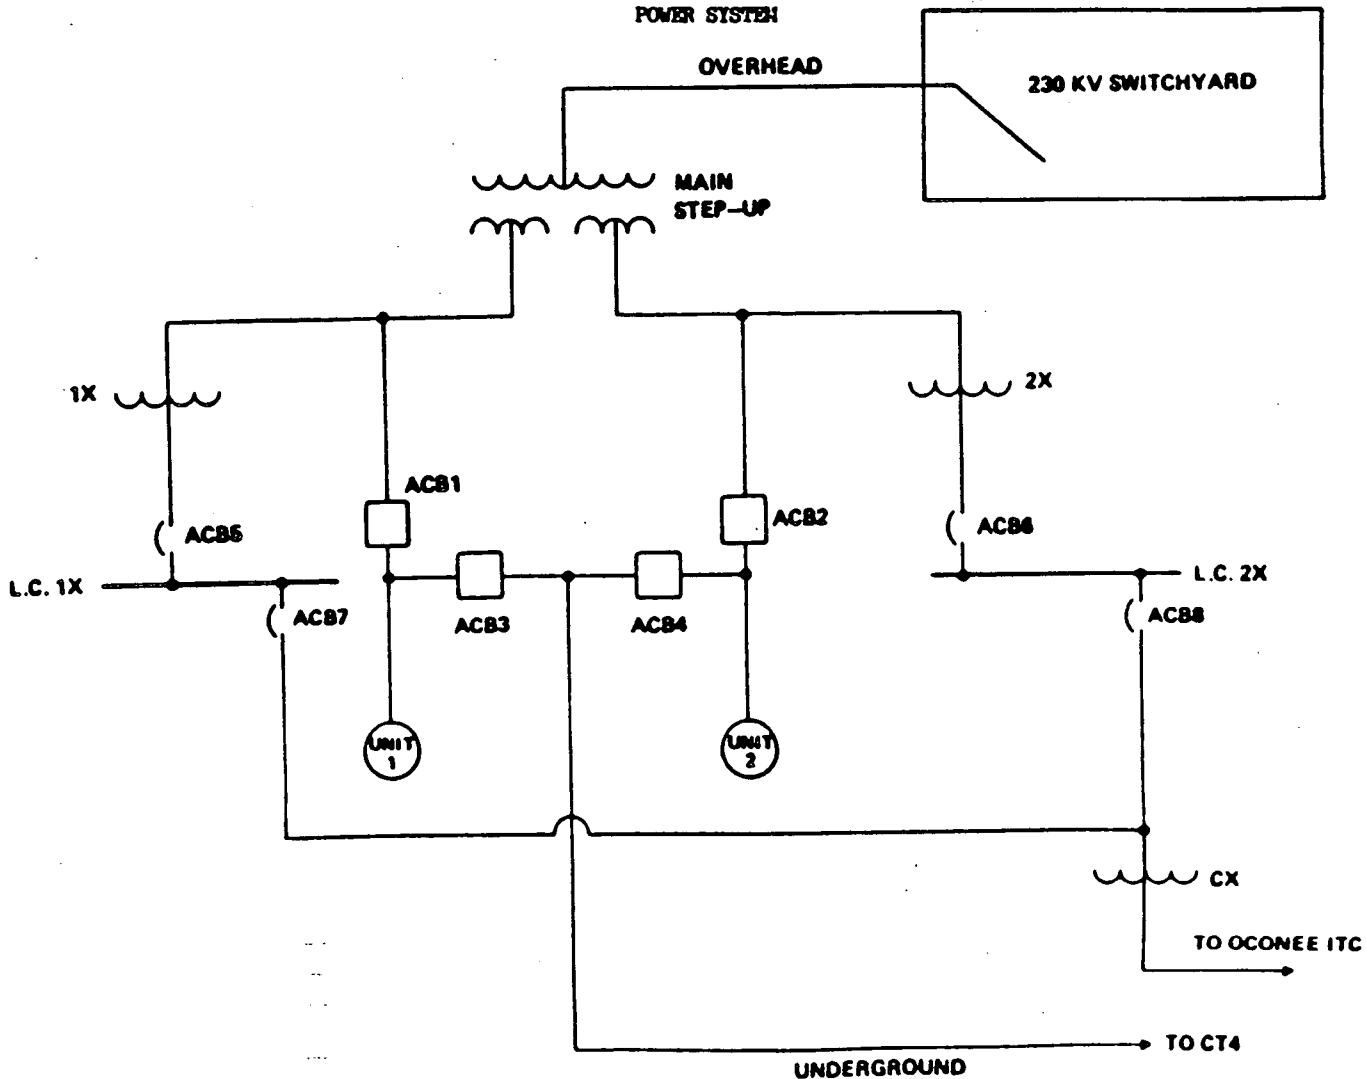 POWER SYSTEM
OVERHEAD
230 KV SWITCHYARD
MAIN
STEP-UP
1X
2X
ACB1
ACB2
ACB5
ACB6
L.C. 1X
L.C. 2X
ACB7
ACB3
ACB4
ACB8
UNIT
1
UNIT
2
CX
TO OCONEE 1TC
TO CT4
UNDERGROUND